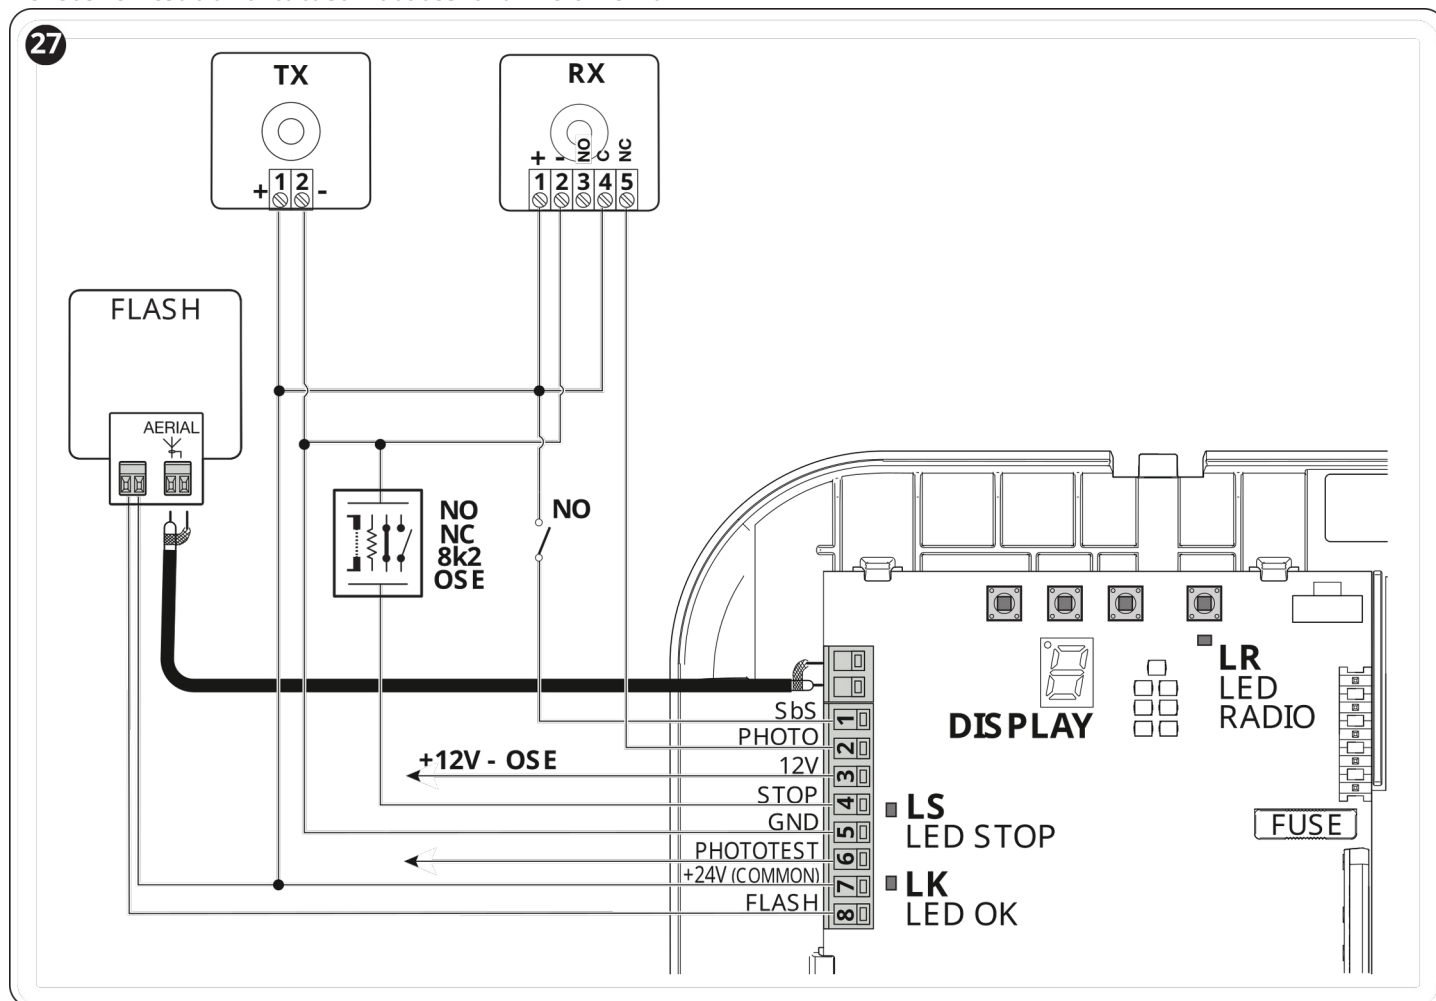 27
TX
RX
+ - NO C NC
1 2 3 4 5
+ 1 2 -
FLASH
AERIAL
NO
NC
8k2
OSE
NO
LR
LED
RADIO
DISPLAY
SbS 1
PHOTO 2
+12V - OSE
12V 3
STOP 4
LS
LED STOP
GND 5
PHOTOTEST 6
+24V (COMMON) 7
LK
LED OK
FLASH 8
FUSE